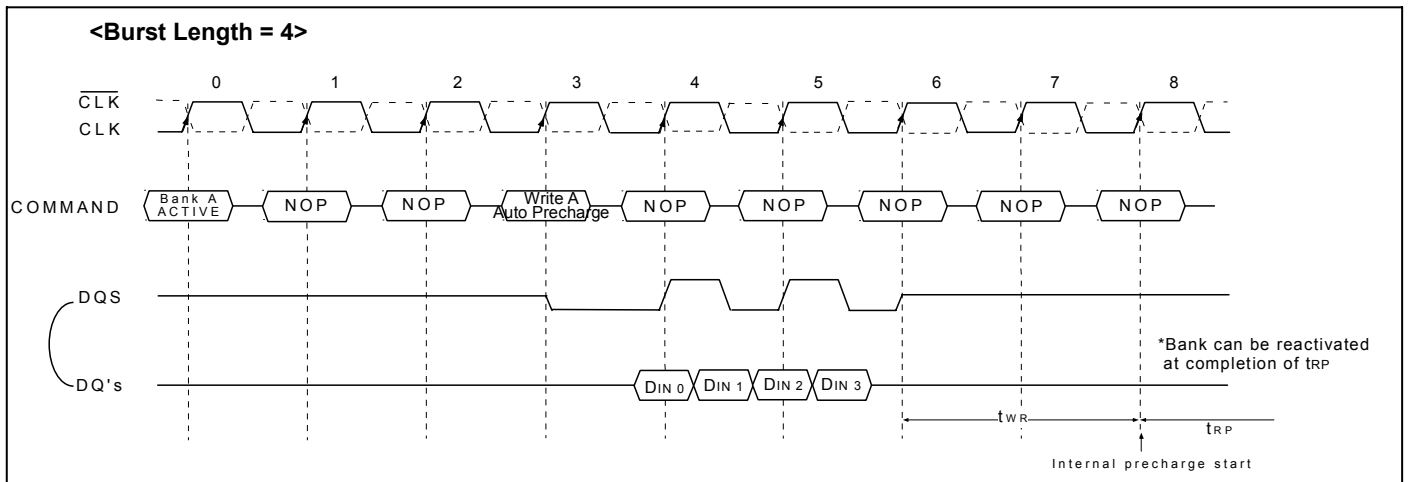 <Burst Length = 4>
0 1 2 3 4 5 6 7 8
CLK
CLK
COMMAND
Bank A
ACTIVE
NOP
NOP
Write A
Auto Precharge
NOP
NOP
NOP
NOP
NOP
DQS
*Bank can be reactivated
at completion of tRP
DQ's
DIN 0 DIN 1 DIN 2 DIN 3
tWR
tRP
Internal precharge start